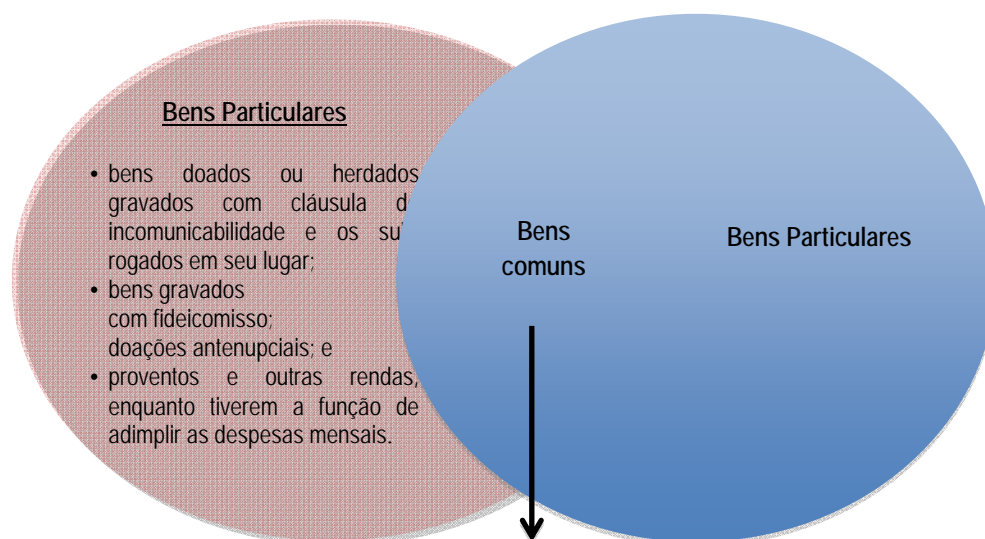 Bens Particulares
• bens doados ou herdados
gravados com cláusula d
incomunicabilidade e os su
rogados em seu lugar;
• bens gravados
com fideicomisso;
doações antenupciais; e
• proventos e outras rendas,
enquanto tiverem a função de
adimplir as despesas mensais.
Bens
comuns
Bens Particulares